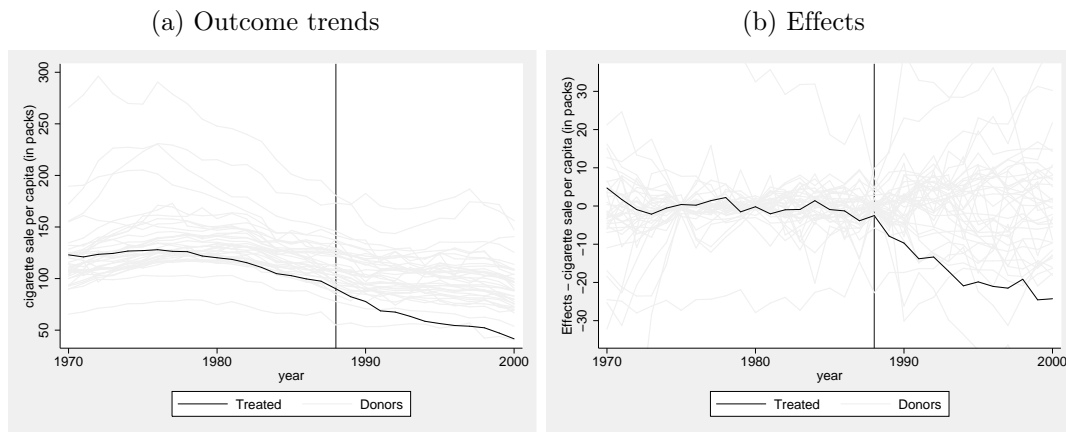 (a) Outcome trends
cigarette sale per capita (in packs)
300
250
200
150
100
50
1970
1980
1990
2000
year
Treated
Donors
(b) Effects
Effects − cigarette sale per capita (in packs)
30
20
10
0
−10
−20
−30
1970
1980
1990
2000
year
Treated
Donors